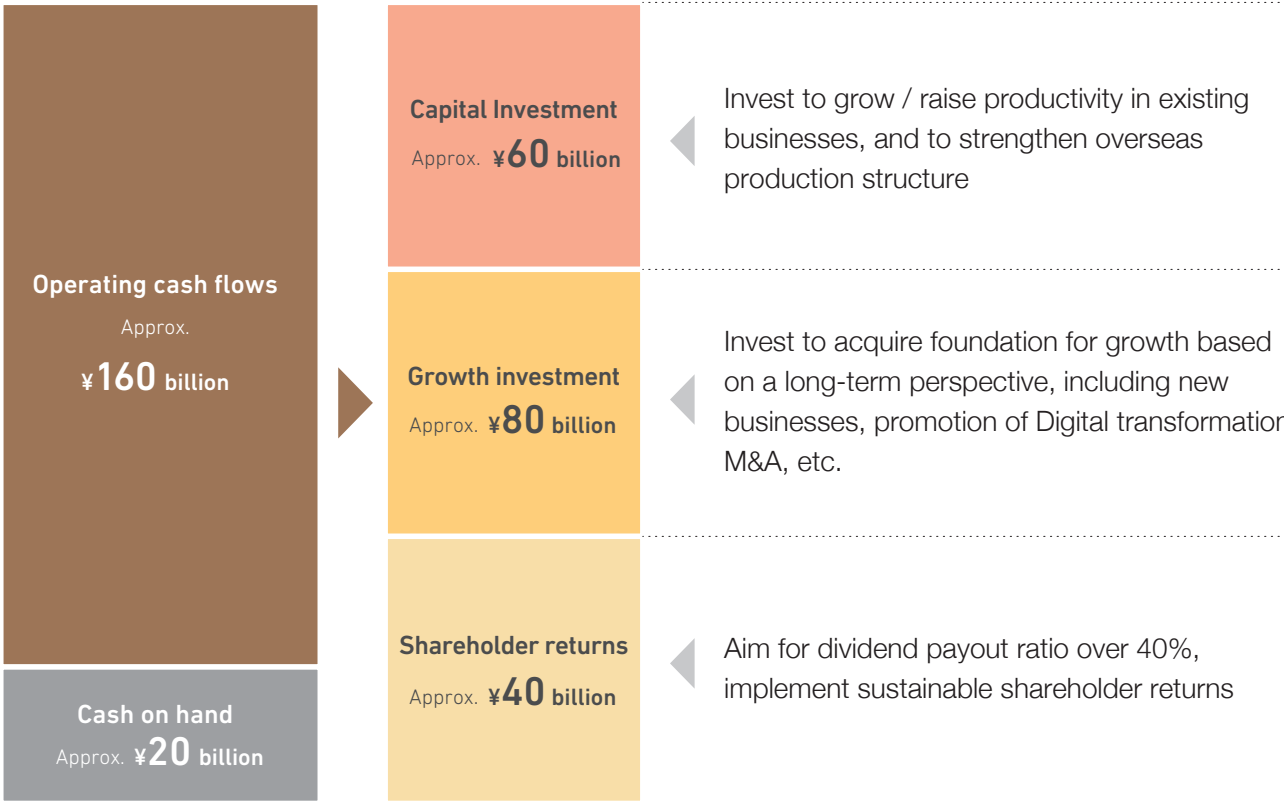 Operating cash flows
Approx.
¥160 billion
Cash on hand
Approx. ¥20 billion
Capital Investment
Approx. ¥60 billion
Invest to grow / raise productivity in existing
businesses, and to strengthen overseas
production structure
Growth investment
Approx. ¥80 billion
Invest to acquire foundation for growth based
on a long-term perspective, including new
businesses, promotion of Digital transformation
M&A, etc.
Shareholder returns
Approx. ¥40 billion
Aim for dividend payout ratio over 40%,
implement sustainable shareholder returns